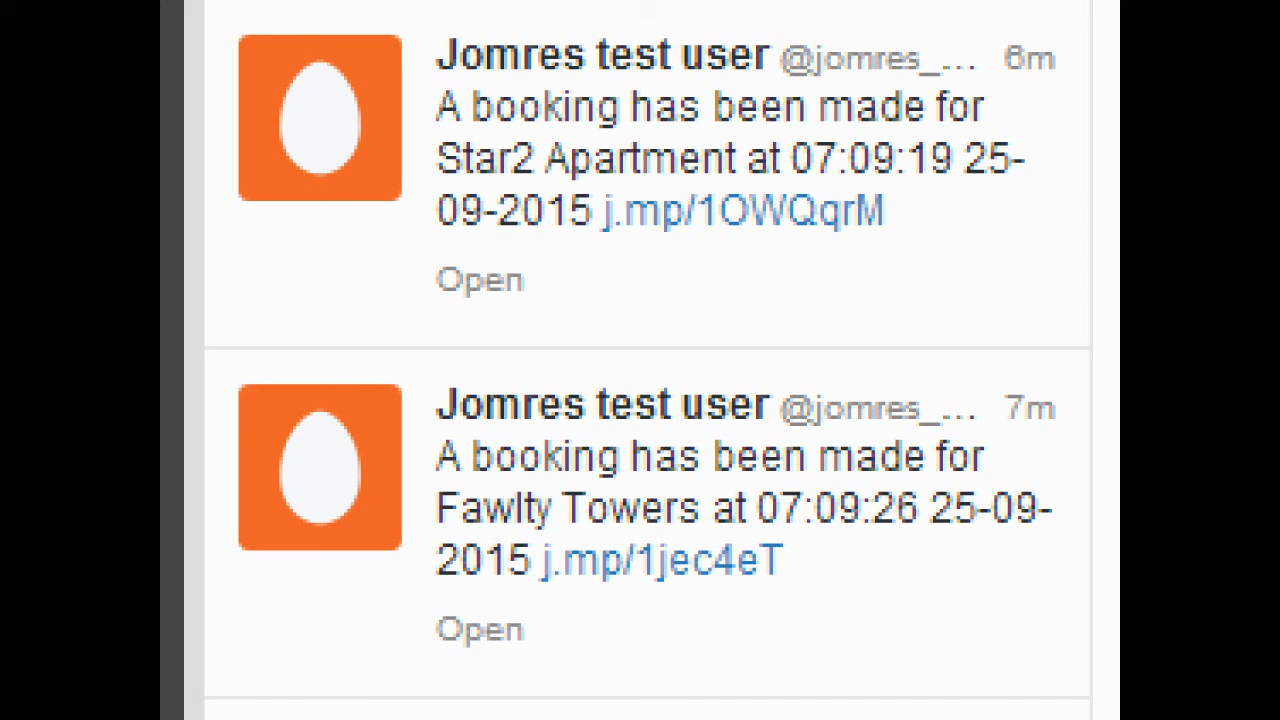 Jomres test user @jomres_... 6m
A booking has been made for
Star2 Apartment at 07:09:19 25-
09-2015 j.mp/1OWQqrM
Open
Jomres test user @jomres_... 7m
A booking has been made for
Fawlty Towers at 07:09:26 25-09-
2015 j.mp/1jec4eT
Open